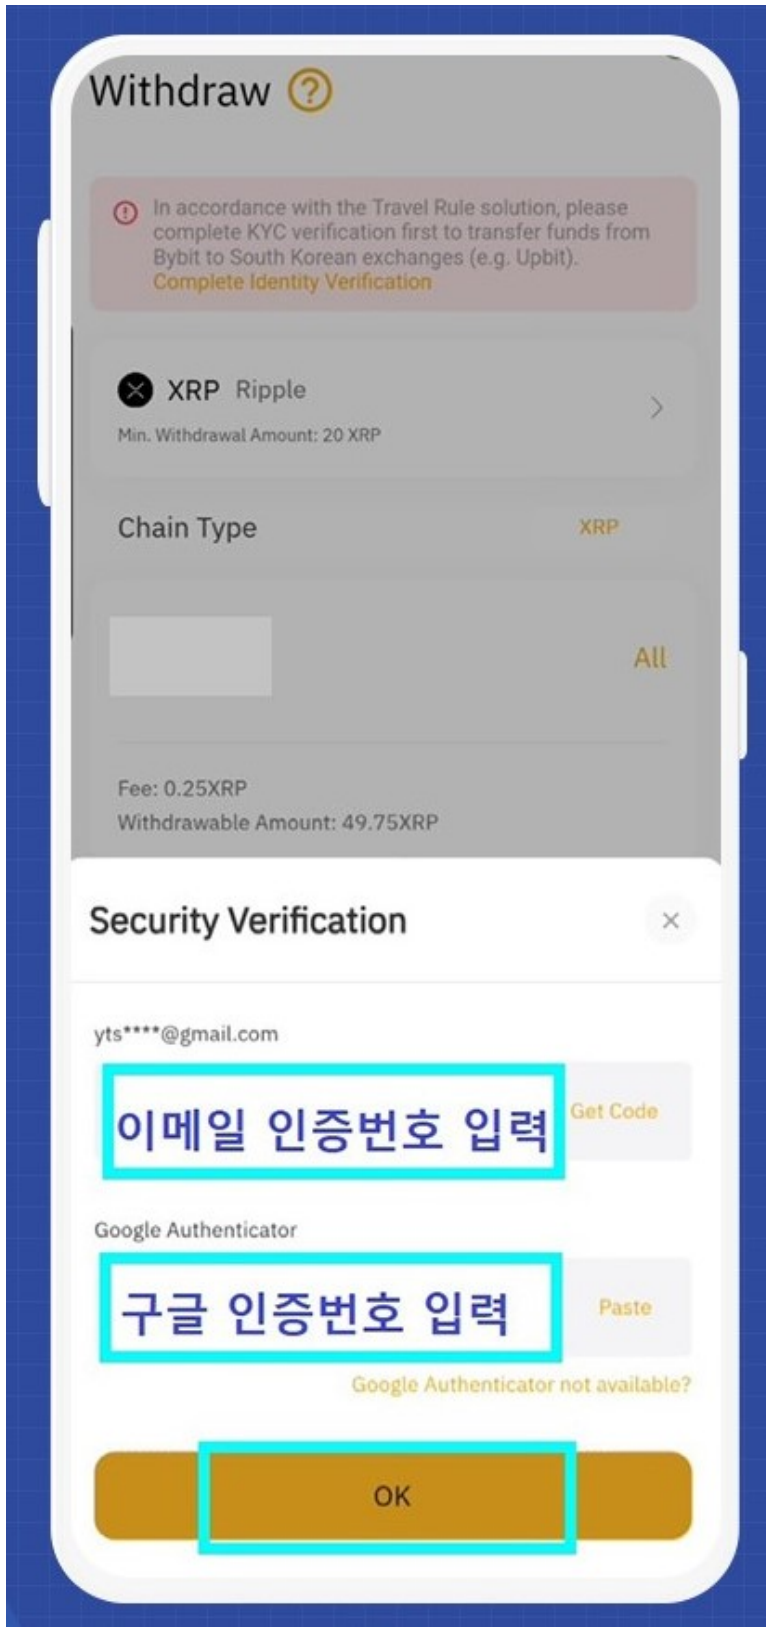 Withdraw ?
In accordance with the Travel Rule solution, please
complete KYC verification first to transfer funds from
Bybit to South Korean exchanges (e.g. Upbit).
Complete Identity Verification
XRP Ripple
Min. Withdrawal Amount: 20 XRP
Chain Type XRP
All
Fee: 0.25XRP
Withdrawable Amount: 49.75XRP
Security Verification
yts****@gmail.com
이메일 인증번호 입력 Get Code
Google Authenticator
구글 인증번호 입력 Paste
Google Authenticator not available?
OK